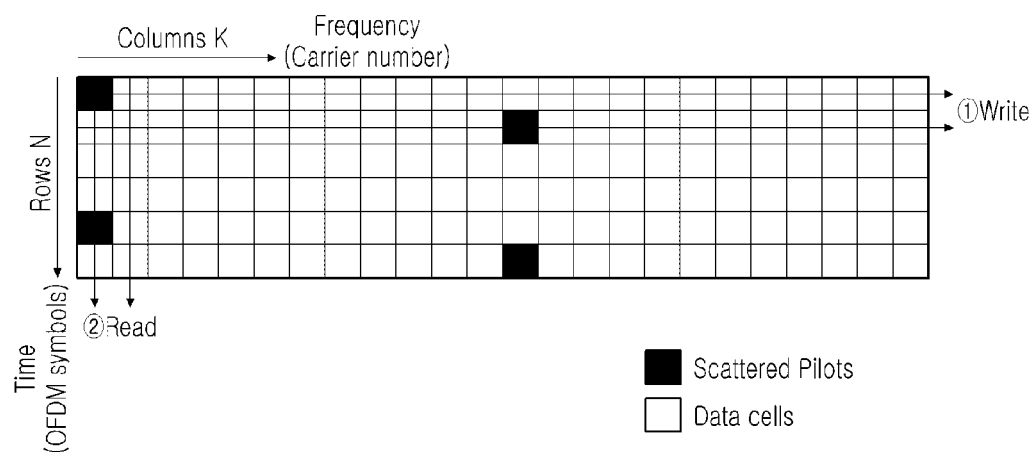 Columns K
Frequency
(Carrier number)
①Write
Rows N
②Read
Time
(OFDM symbols)
Scattered Pilots
Data cells